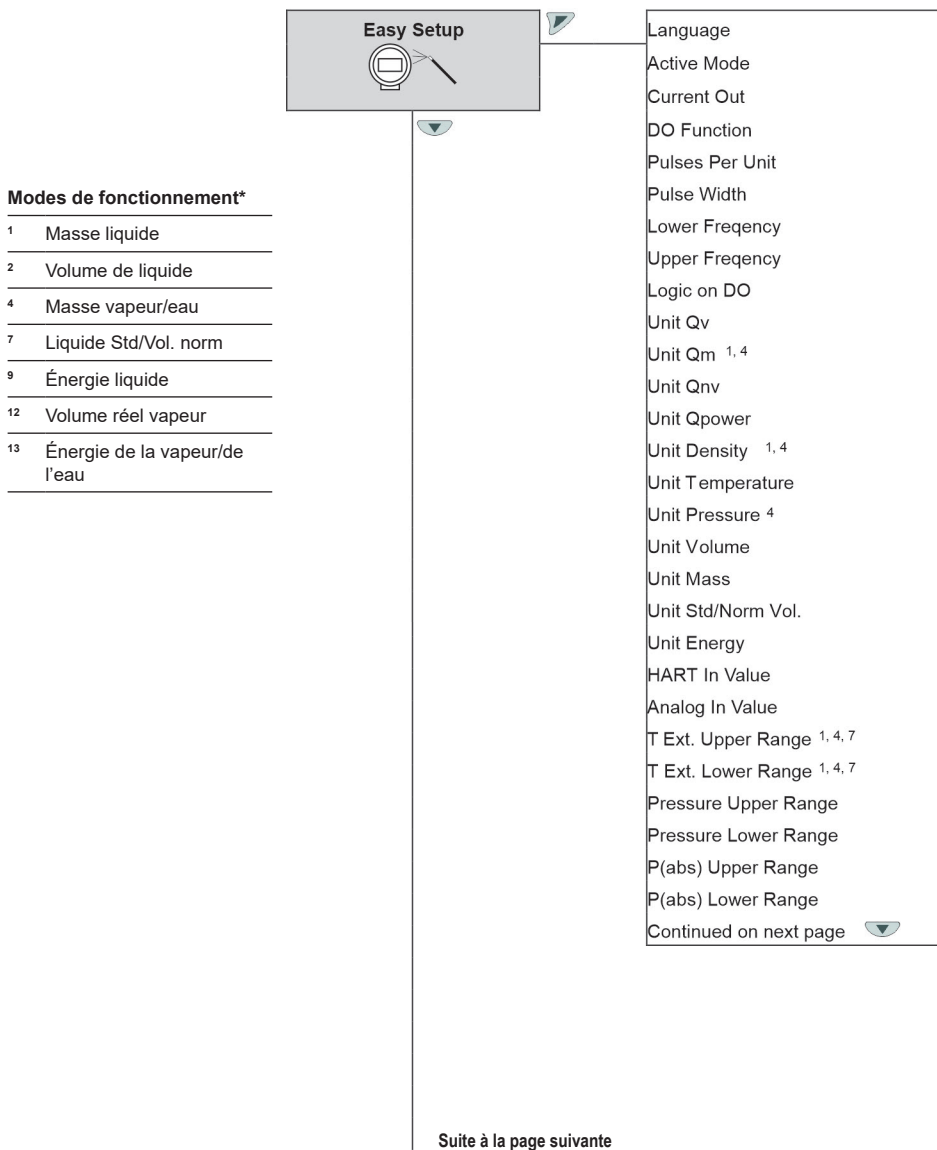 Easy Setup
Modes de fonctionnement*
1 Masse liquide
2 Volume de liquide
4 Masse vapeur/eau
7 Liquide Std/Vol. norm
9 Énergie liquide
12 Volume réel vapeur
13 Énergie de la vapeur/de
l'eau
Language
Active Mode
Current Out
DO Function
Pulses Per Unit
Pulse Width
Lower Freqency
Upper Freqency
Logic on DO
Unit Qv
Unit Qm 1, 4
Unit Qnv
Unit Qpower
Unit Density 1, 4
Unit Temperature
Unit Pressure 4
Unit Volume
Unit Mass
Unit Std/Norm Vol.
Unit Energy
HART In Value
Analog In Value
T Ext. Upper Range 1, 4, 7
T Ext. Lower Range 1, 4, 7
Pressure Upper Range
Pressure Lower Range
P(abs) Upper Range
P(abs) Lower Range
Continued on next page
Suite à la page suivante